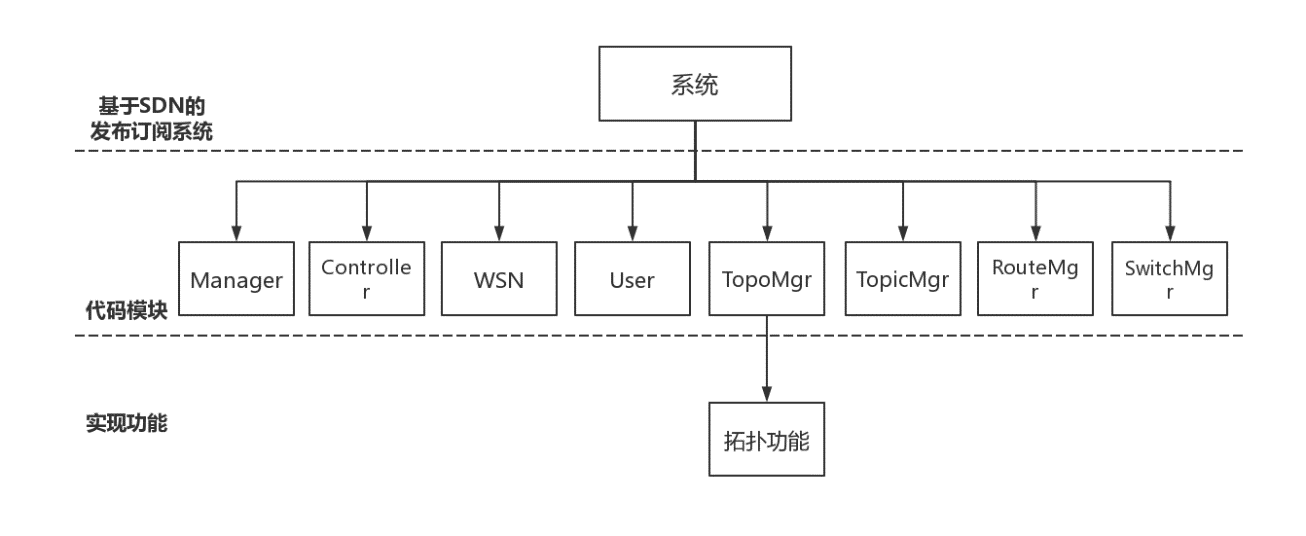 系统
基于SDN的
发布订阅系统
Manager
Controlle
r
WSN
User
TopoMgr
TopicMgr
RouteMg
r
SwitchMg
r
代码模块
实现功能
拓扑功能